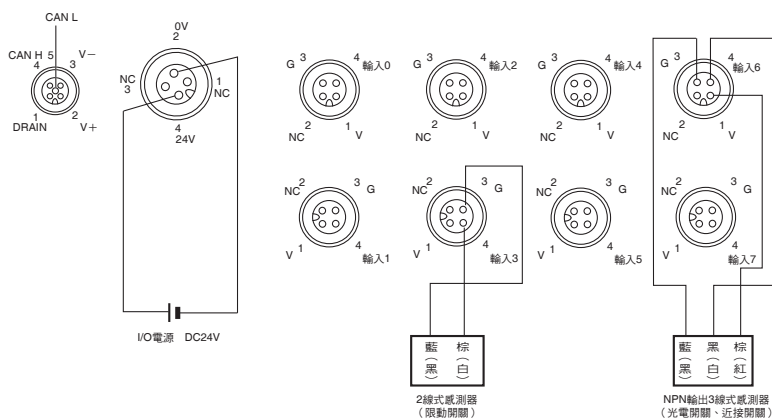 CAN L
CAN H 5 V−
4 3
1 2
DRAIN V+
0V
2
NC
3
1
NC
4
24V
I/O電源 DC24V
G 3 4 輸入0
NC 2 1 V
G 3 4 輸入2
NC 2 1 V
G 3 4 輸入4
NC 2 1 V
G 3 4 輸入6
NC 2 1 V
NC 2 3 G
V 1 4 輸入1
NC 2 3 G
V 1 4 輸入3
NC 2 3 G
V 1 4 輸入5
NC 2 3 G
V 1 4 輸入7
藍(黑) 棕(白)
2線式感測器
(限動開關)
藍(黑) 黑(白) 棕(紅)
NPN輸出3線式感測器
(光電開關、近接開關)